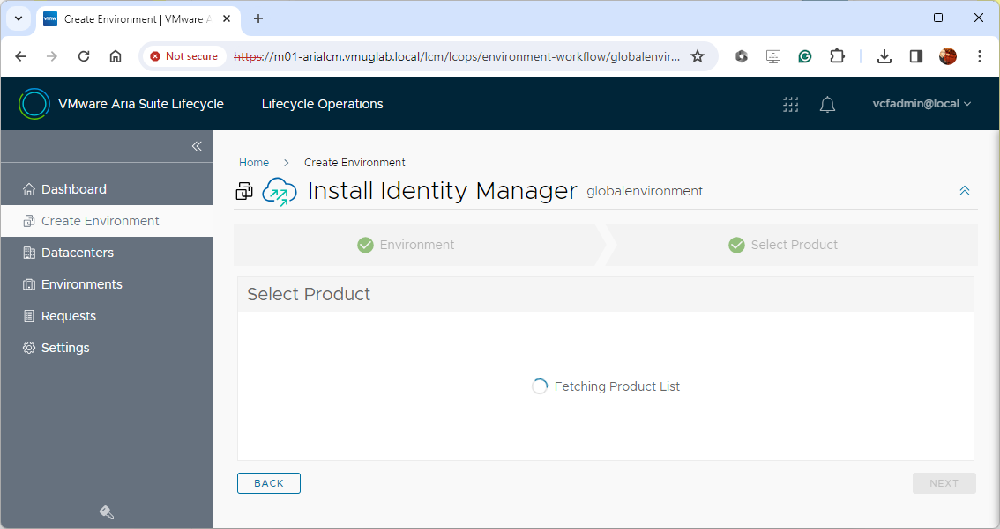 vmw
Create Environment | VMware A
Not secure
https://m01-arialcm.vmuglab.local/lcm/lcops/environment-workflow/globalenvir...
VMware Aria Suite Lifecycle
Lifecycle Operations
vcfadmin@local
Dashboard
Create Environment
Datacenters
Environments
Requests
Settings
Home > Create Environment
Install Identity Manager globalenvironment
Environment
Select Product
Select Product
Fetching Product List
BACK
NEXT